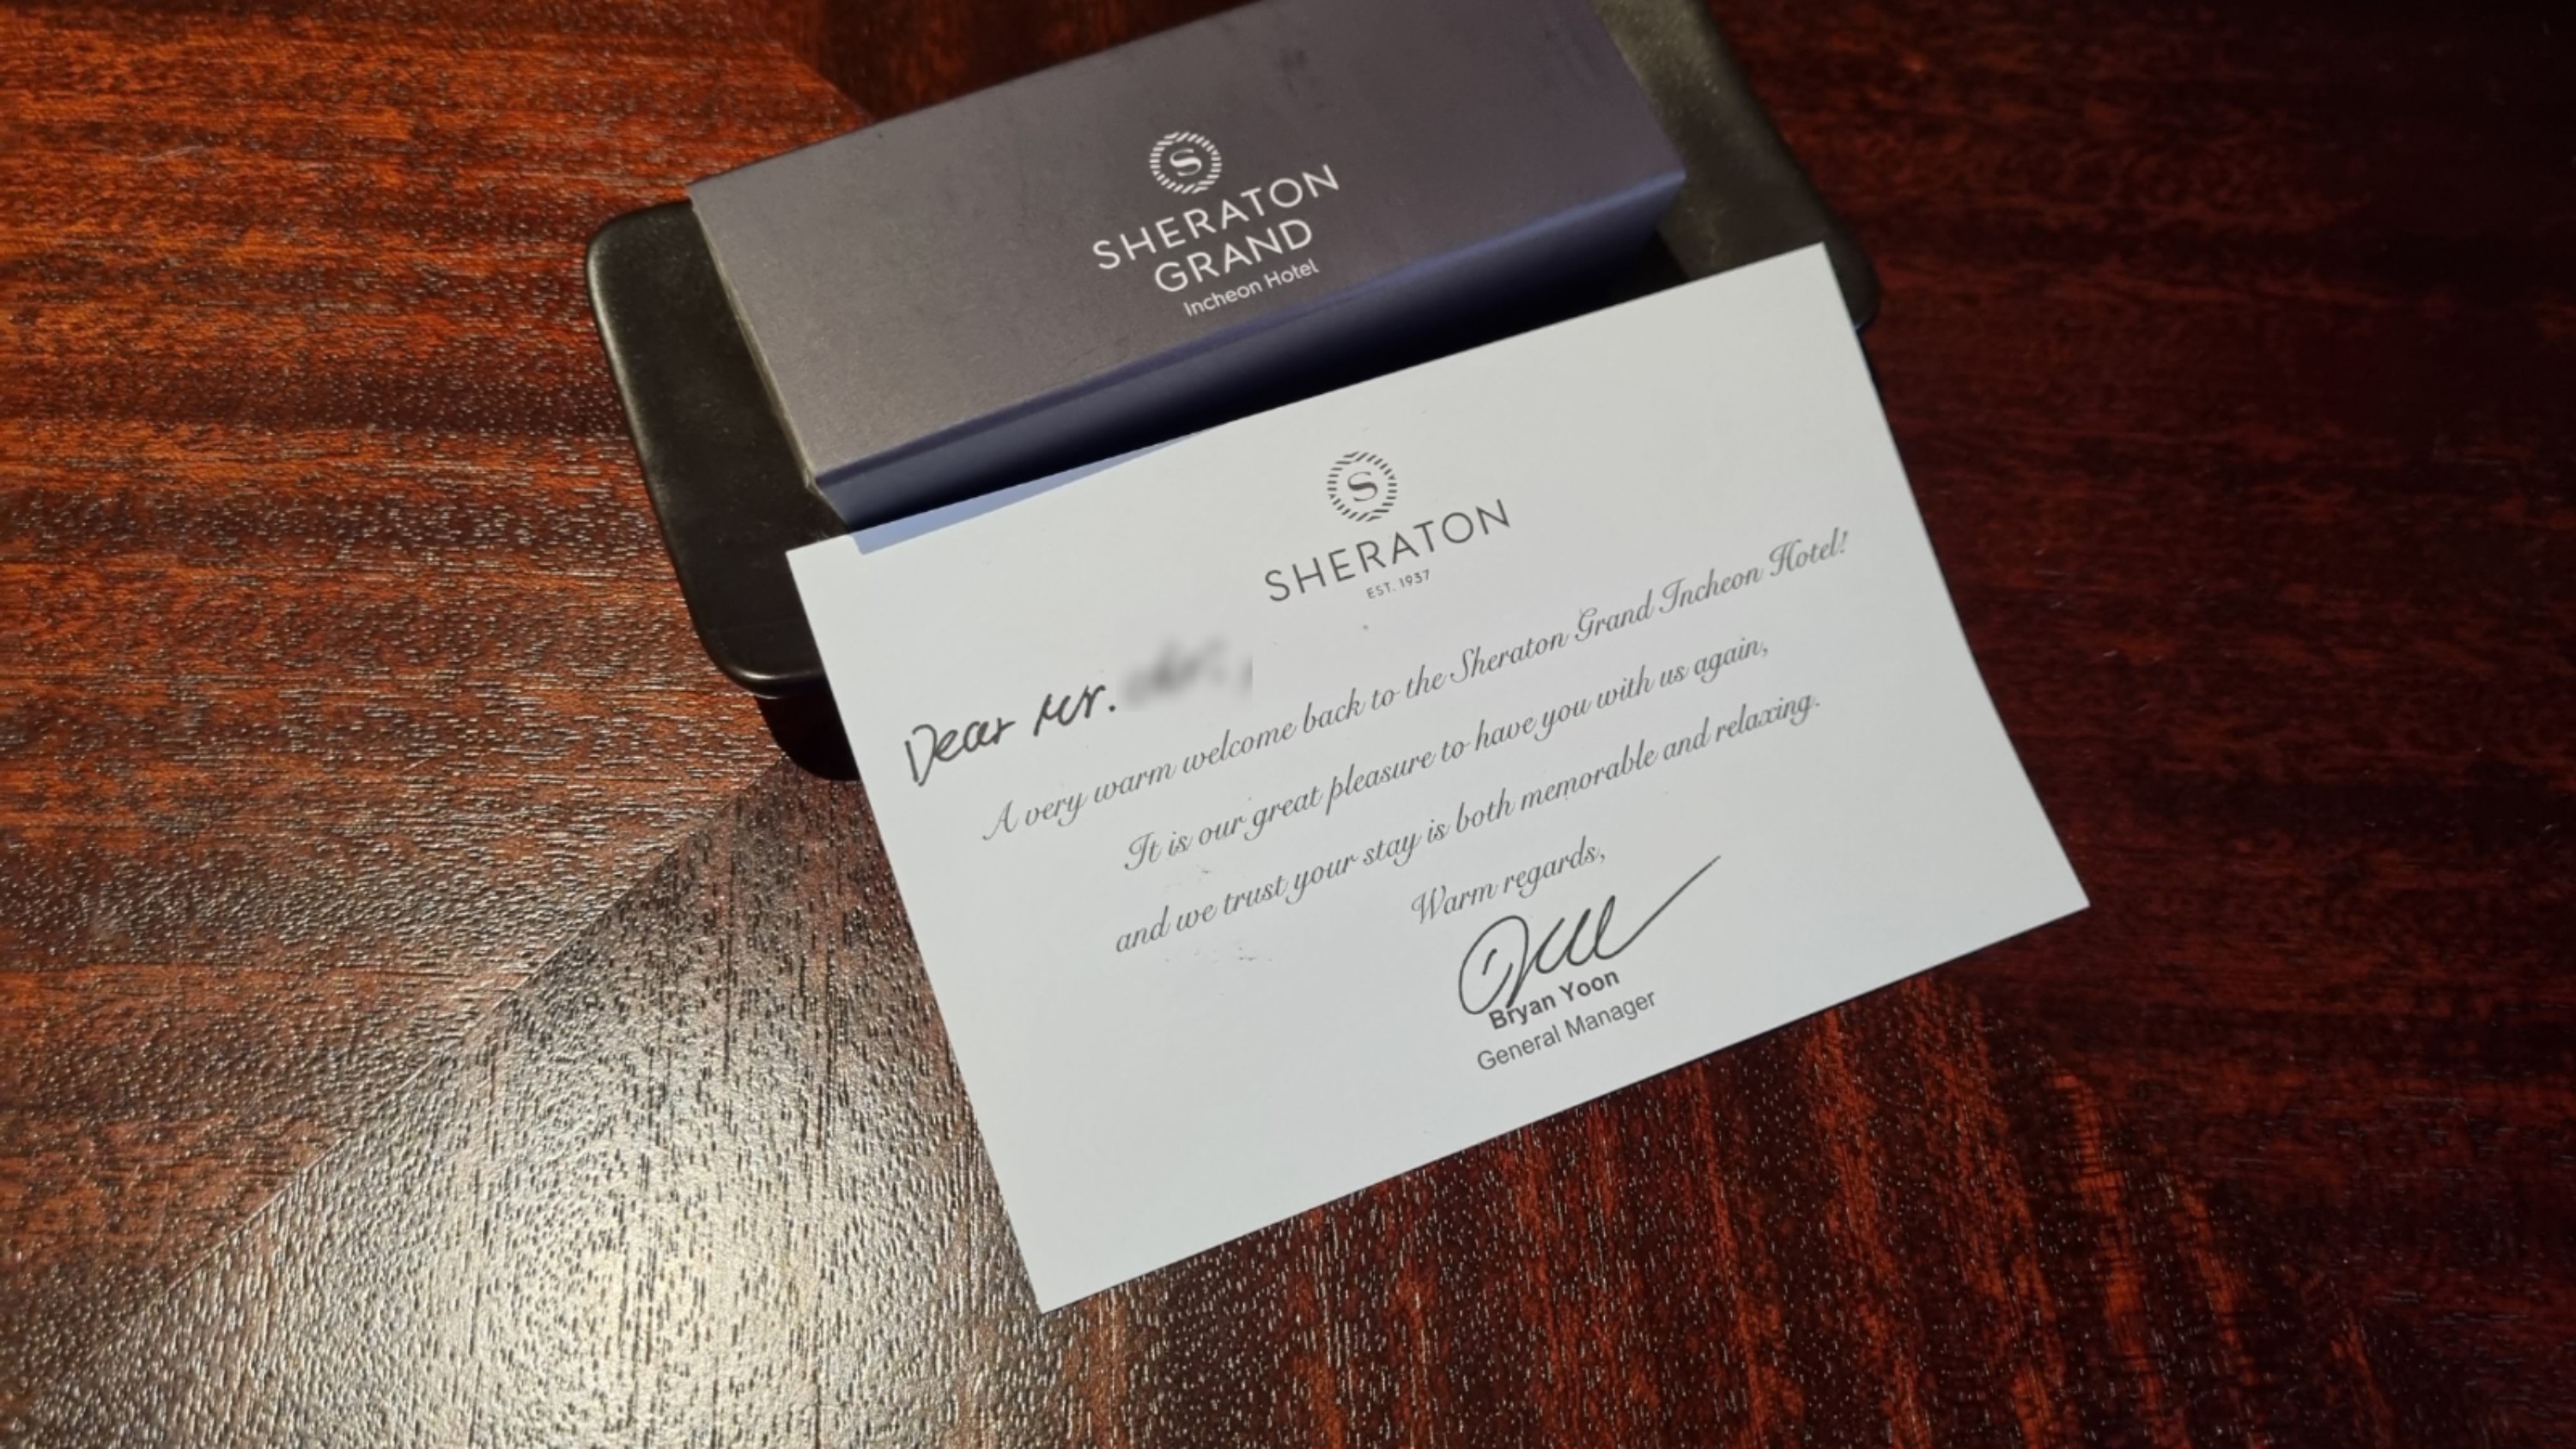 S
SHERATON
GRAND
Incheon Hotel
S
SHERATON
EST. 1937
Dear Mr.
A very warm welcome back to the Sheraton Grand Incheon Hotel!
It is our great pleasure to have you with us again,
and we trust your stay is both memorable and relaxing.
Warm regards,
Bryan Yoon
General Manager